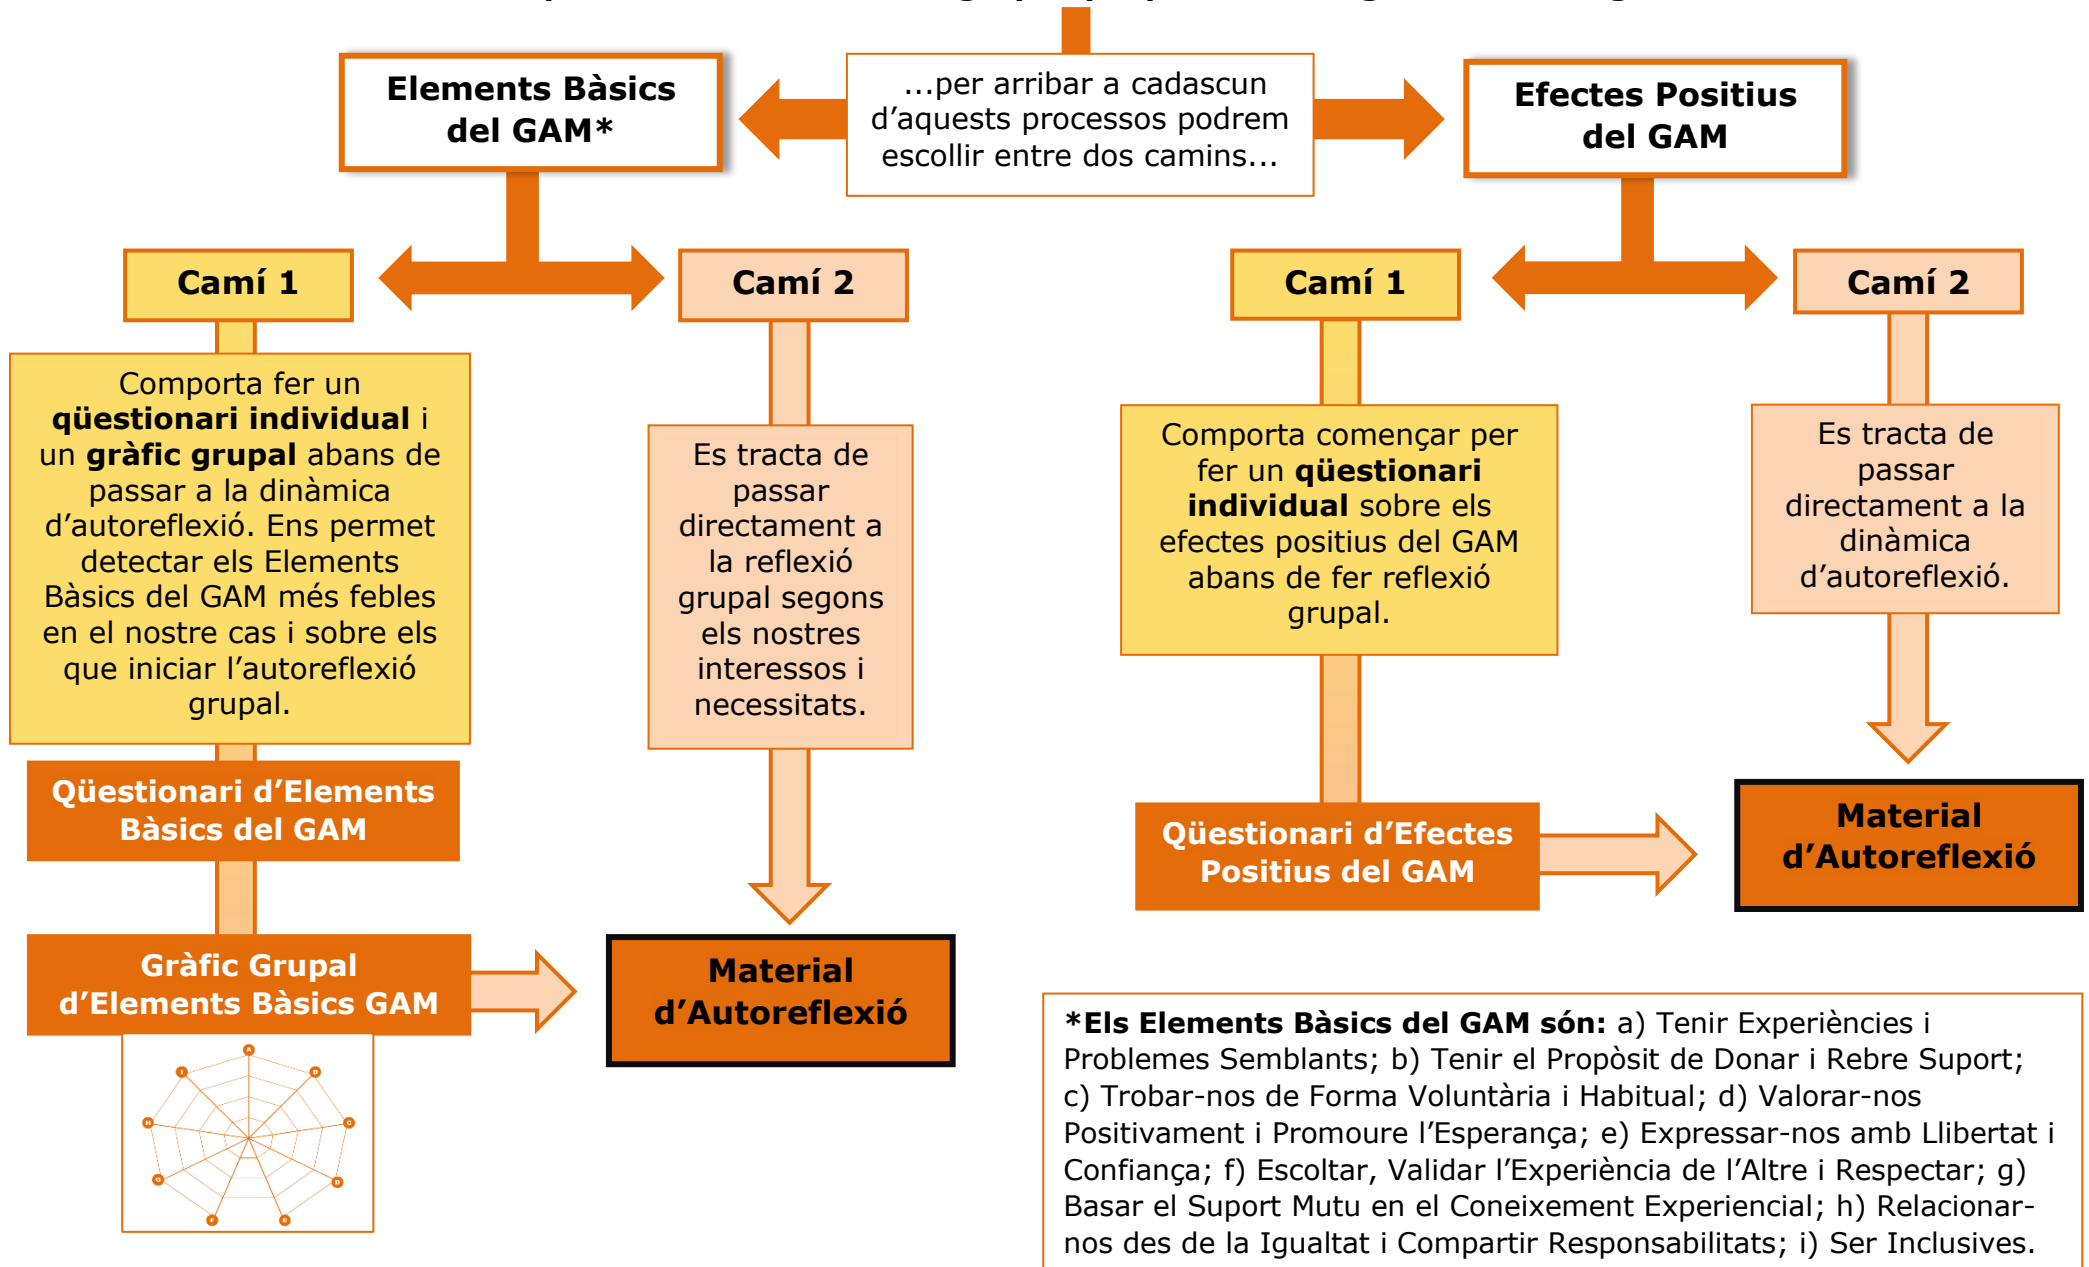 …per arribar a cadascun
d’aquests processos podrem
escollir entre dos camins…
Elements Bàsics
del GAM*
Efectes Positius
del GAM
Camí 1
Comporta fer un
qüestionari individual i
un gràfic grupal abans de
passar a la dinàmica
d’autoreflexió. Ens permet
detectar els Elements
Bàsics del GAM més febles
en el nostre cas i sobre els
que iniciar l’autoreflexió
grupal.
Qüestionari d’Elements
Bàsics del GAM
Gràfic Grupal
d’Elements Bàsics GAM
A
B
C
D
E
F
G
H
I
Camí 2
Es tracta de
passar
directament a
la reflexió
grupal segons
els nostres
interessos i
necessitats.
Material
d’Autoreflexió
Camí 1
Comporta començar per
fer un qüestionari
individual sobre els
efectes positius del GAM
abans de fer reflexió
grupal.
Qüestionari d’Efectes
Positius del GAM
Camí 2
Es tracta de
passar
directament a la
dinàmica
d’autoreflexió.
Material
d’Autoreflexió
*Els Elements Bàsics del GAM són: a) Tenir Experiències i
Problemes Semblants; b) Tenir el Propòsit de Donar i Rebre Suport;
c) Trobar-nos de Forma Voluntària i Habitual; d) Valorar-nos
Positivament i Promoure l’Esperança; e) Expressar-nos amb Llibertat i
Confiança; f) Escoltar, Validar l’Experiència de l’Altre i Respectar; g)
Basar el Suport Mutu en el Coneixement Experiencial; h) Relacionar-
nos des de la Igualtat i Compartir Responsabilitats; i) Ser Inclusives.